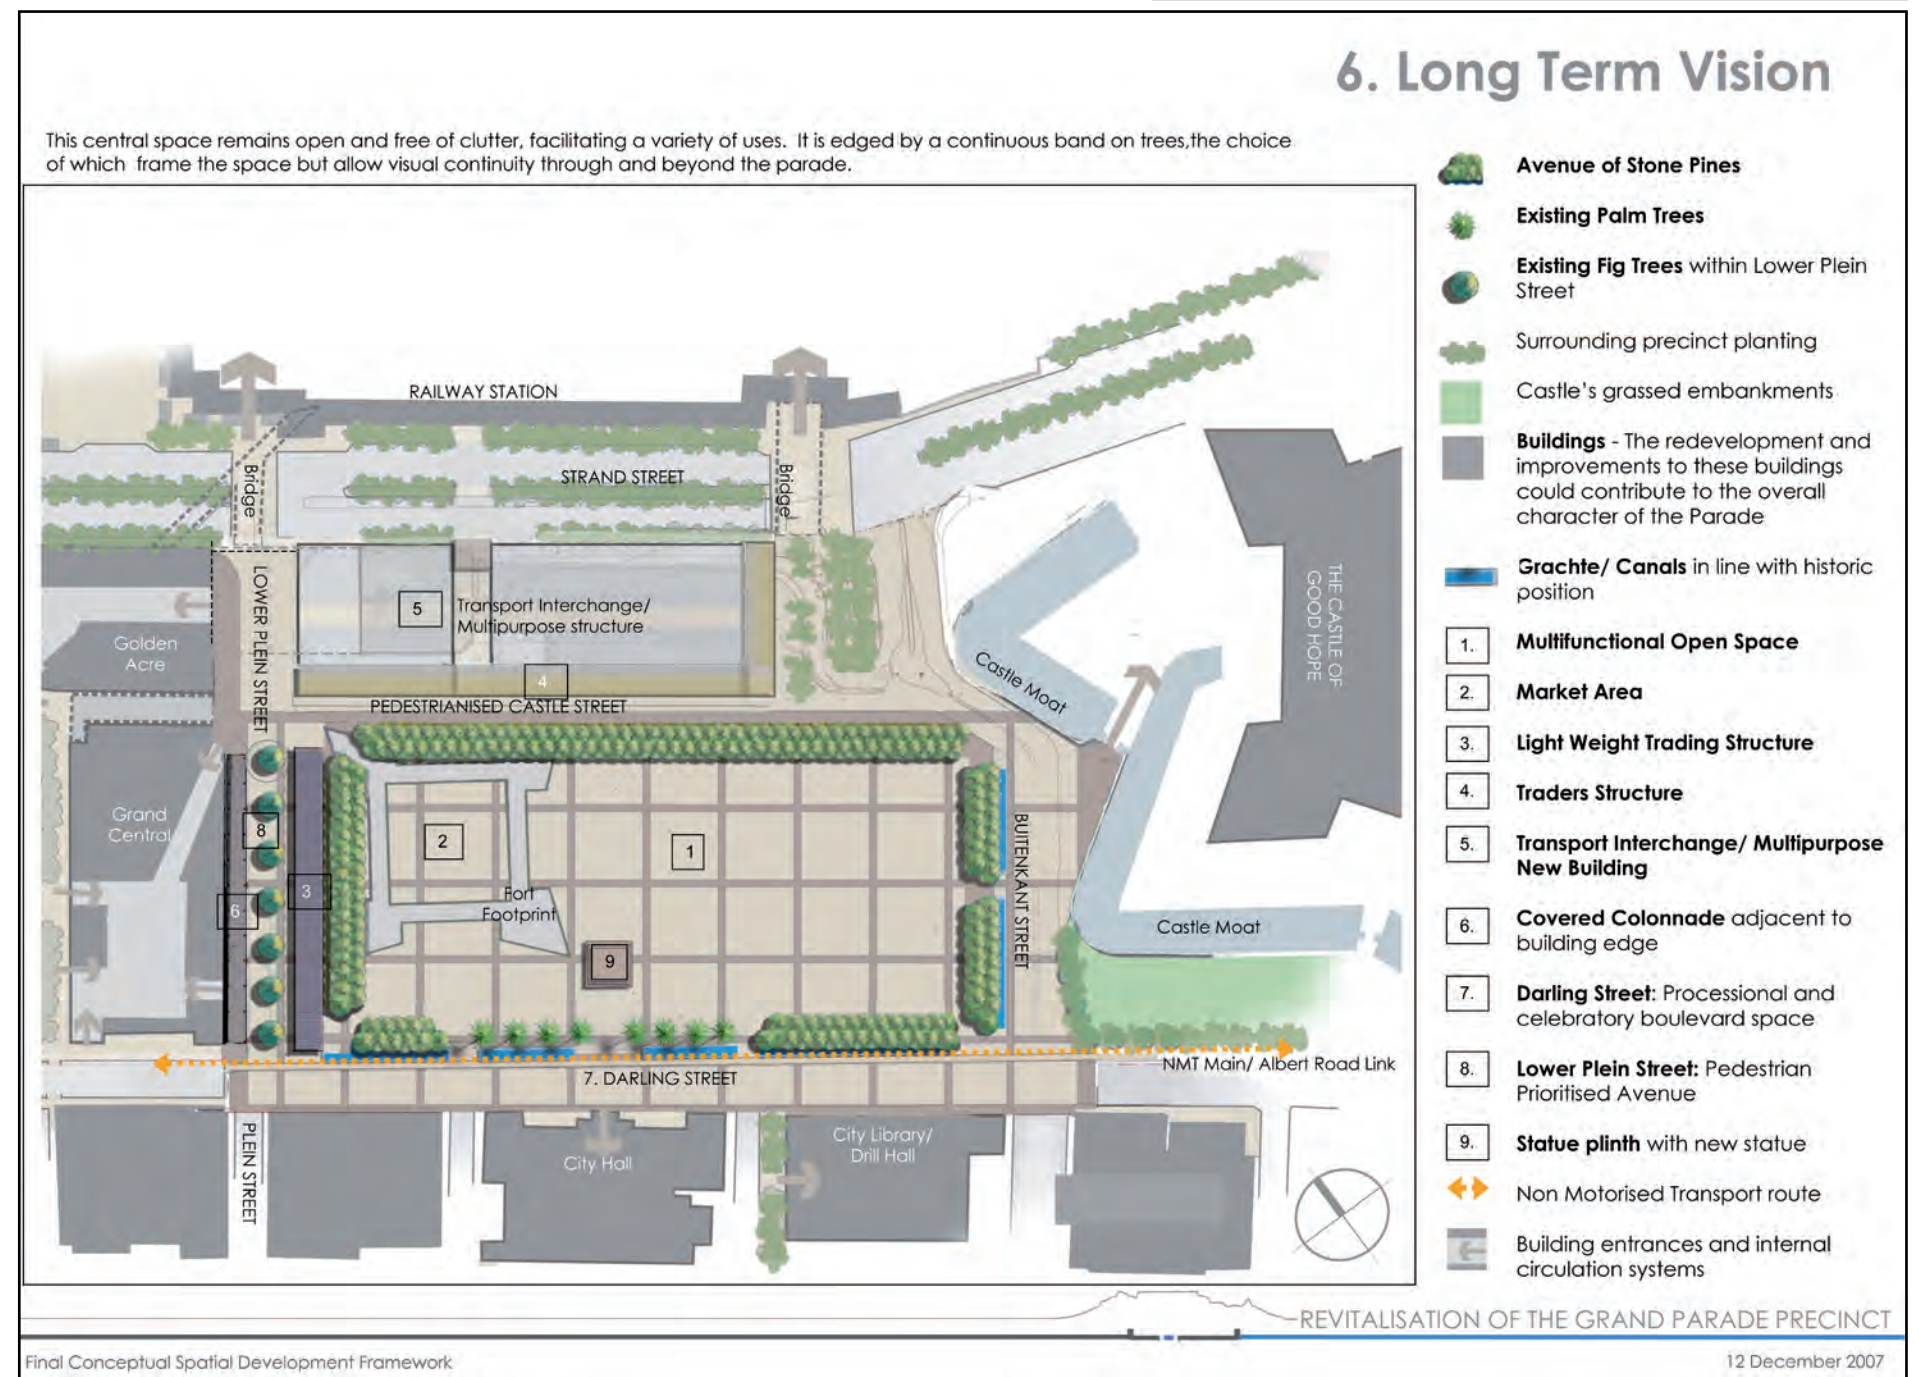 6. Long Term Vision
This central space remains open and free of clutter, facilitating a variety of uses. It is edged by a continuous band on trees,the choice
of which frame the space but allow visual continuity through and beyond the parade.
RAILWAY STATION
STRAND STREET
Bridge
Bridge
LOWER PLEIN STREET
5
Transport Interchange/
Multipurpose structure
4
PEDESTRIANISED CASTLE STREET
Golden
Acre
Grand
Central
Castle Moat
THE CASTLE OF
GOOD HOPE
8
3
6
2
1
Fort
Footprint
9
BUITENKANT STREET
Castle Moat
NMT Main/ Albert Road Link
7. DARLING STREET
PLEIN STREET
City Hall
City Library/
Drill Hall
Avenue of Stone Pines
Existing Palm Trees
Existing Fig Trees within Lower Plein
Street
Surrounding precinct planting
Castle's grassed embankments
Buildings - The redevelopment and
improvements to these buildings
could contribute to the overall
character of the Parade
Grachte/ Canals in line with historic
position
1. Multifunctional Open Space
2. Market Area
3. Light Weight Trading Structure
4. Traders Structure
5. Transport Interchange/ Multipurpose
New Building
6. Covered Colonnade adjacent to
building edge
7. Darling Street: Processional and
celebratory boulevard space
8. Lower Plein Street: Pedestrian
Prioritised Avenue
9. Statue plinth with new statue
Non Motorised Transport route
Building entrances and internal
circulation systems
REVITALISATION OF THE GRAND PARADE PRECINCT
Final Conceptual Spatial Development Framework
12 December 2007